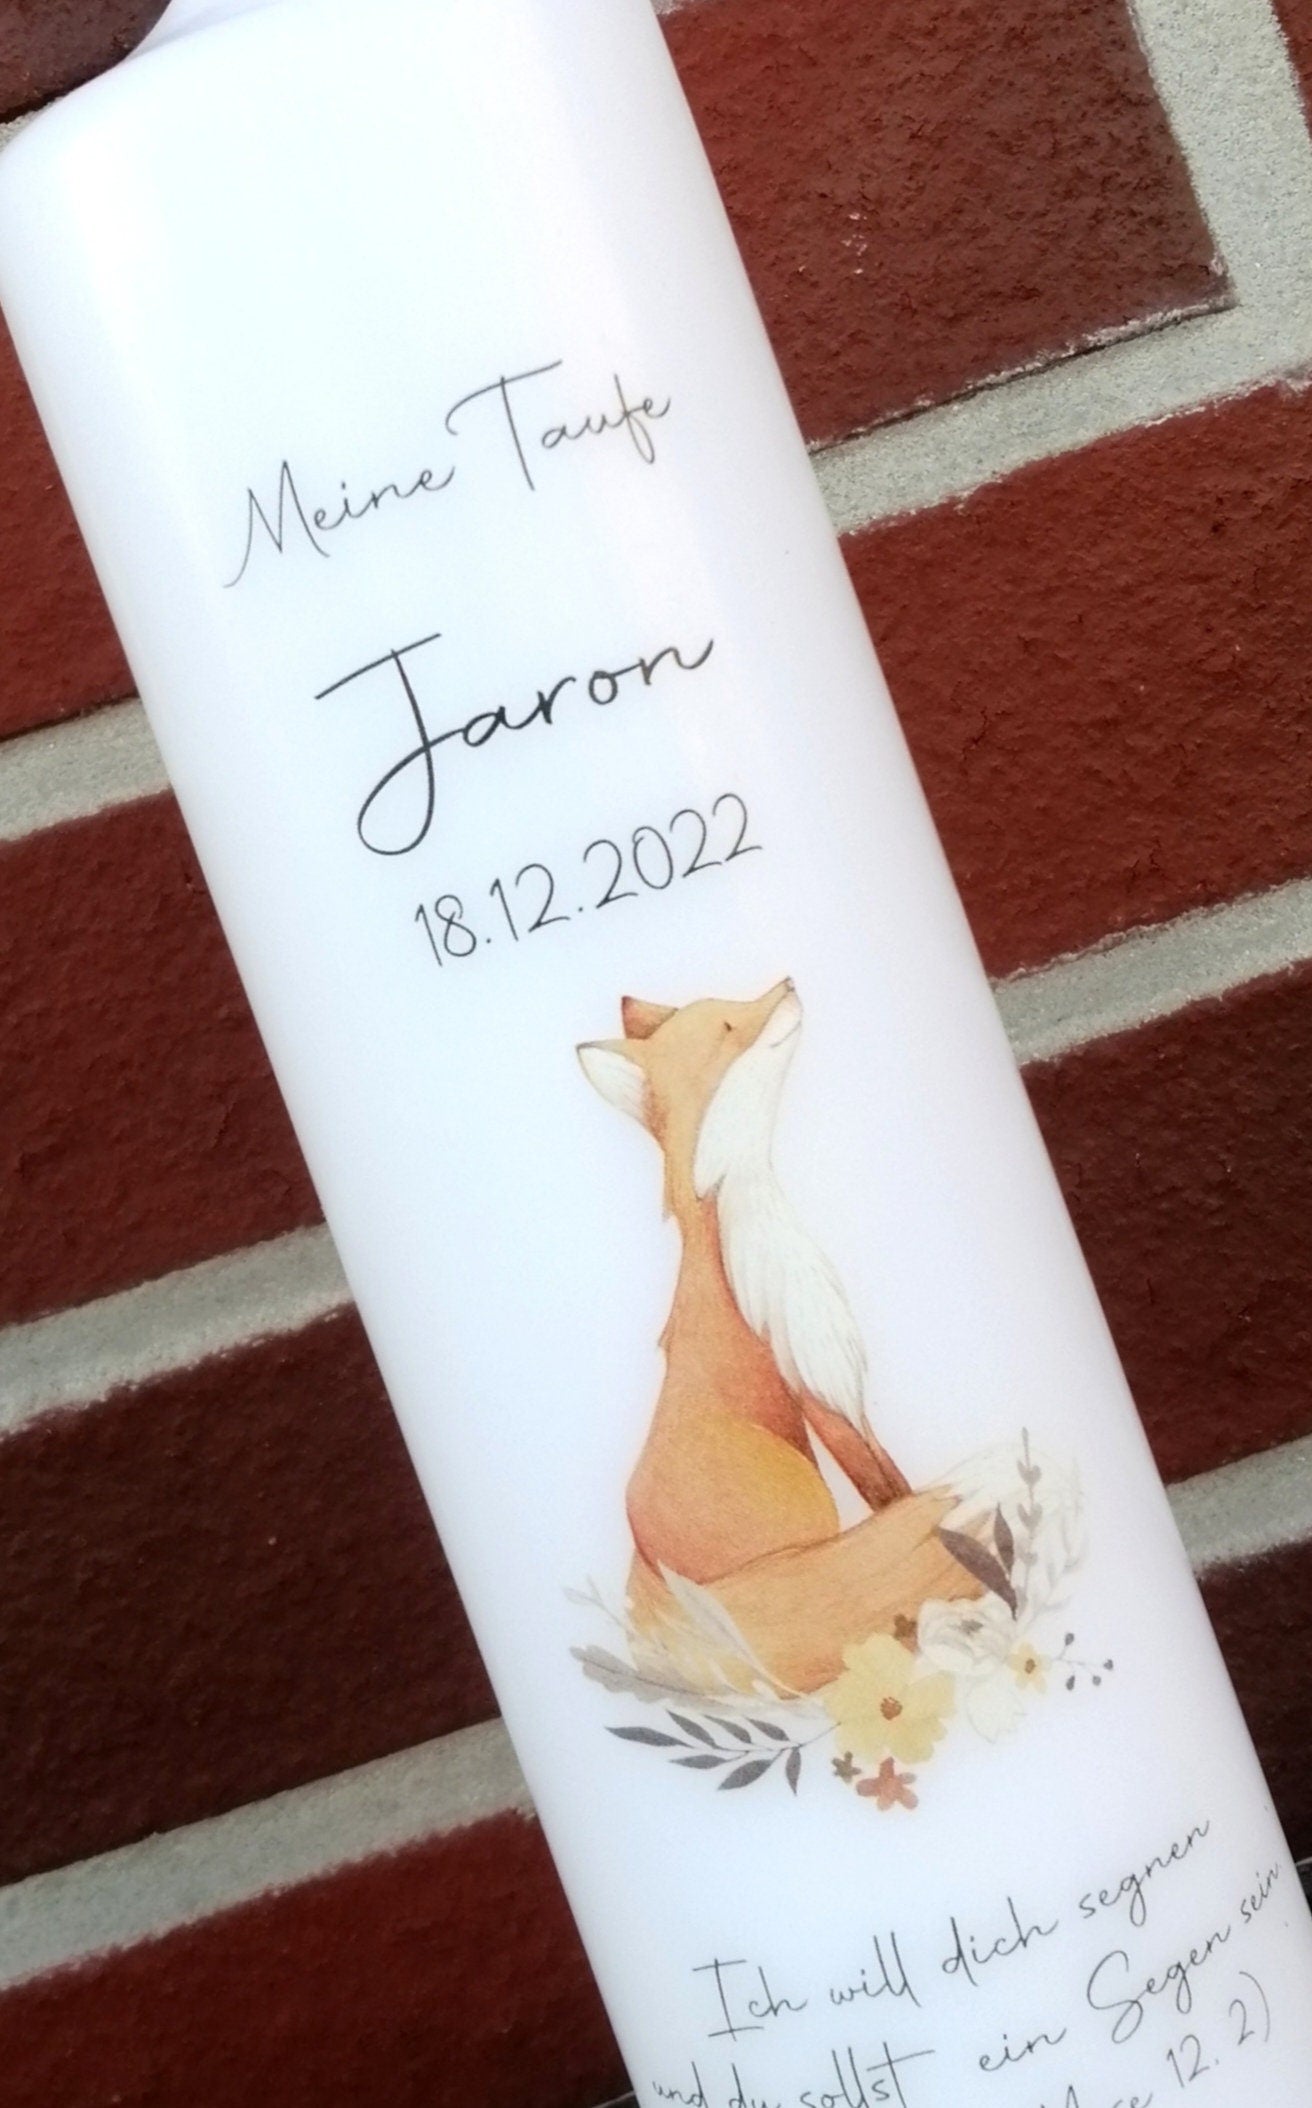 Meine Taufe
Jaron
18.12.2022
Ich will dich segnen
und du sollst ein Segen sein
12. 2)